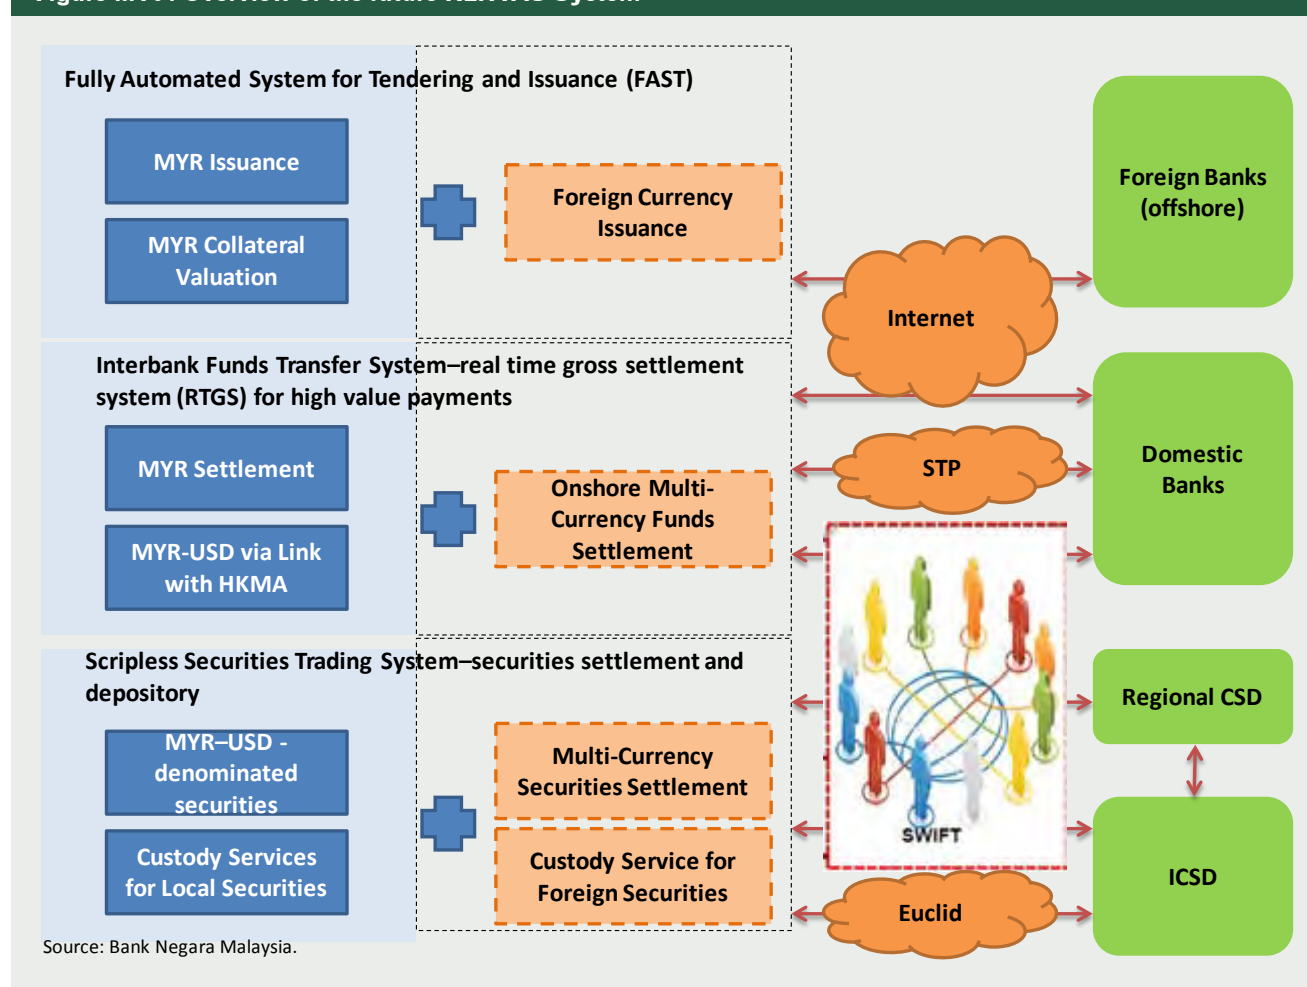 Fully Automated System for Tendering and Issuance (FAST)
MYR Issuance
MYR Collateral
Valuation
Foreign Currency
Issuance
Foreign Banks
(offshore)
Internet
Interbank Funds Transfer System–real time gross settlement
system (RTGS) for high value payments
MYR Settlement
MYR-USD via Link
with HKMA
Onshore Multi-
Currency Funds
Settlement
STP
Domestic
Banks
Scripless Securities Trading System–securities settlement and
depository
MYR–USD -
denominated
securities
Custody Services
for Local Securities
Multi-Currency
Securities Settlement
Custody Service for
Foreign Securities
SWIFT
Euclid
Regional CSD
ICSD
Source: Bank Negara Malaysia.